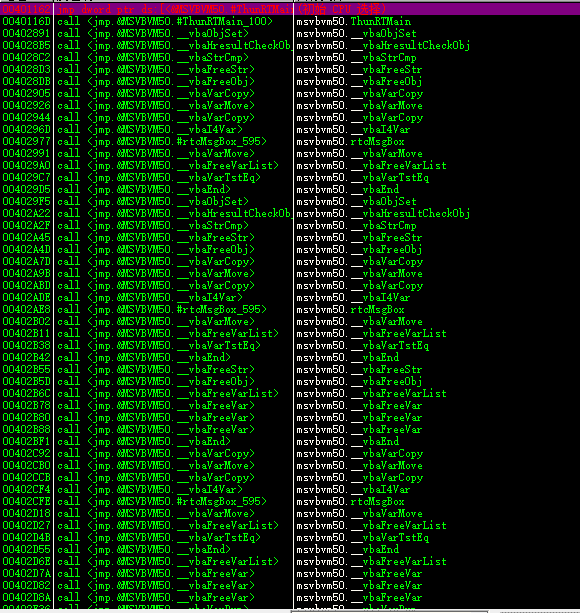 00401182 jmp dword ptr ds:[<&MSVBVM50.#ThunRTMain (初始 CPU 选择)
0040116D call <jmp.&MSVBVM50.#ThunRTMain_100> msvbvm50.ThunRTMain
00402891 call <jmp.&MSVBVM50.__vbaObjSet> msvbvm50.__vbaObjSet
004028B5 call <jmp.&MSVBVM50.__vbaHresultCheckObj msvbvm50.__vbaHresultCheckObj
004028C2 call <jmp.&MSVBVM50.__vbaStrCmp> msvbvm50.__vbaStrCmp
004028D3 call <jmp.&MSVBVM50.__vbaFreeStr> msvbvm50.__vbaFreeStr
004028DB call <jmp.&MSVBVM50.__vbaFreeObj> msvbvm50.__vbaFreeObj
00402905 call <jmp.&MSVBVM50.__vbaVarCopy> msvbvm50.__vbaVarCopy
00402926 call <jmp.&MSVBVM50.__vbaVarMove> msvbvm50.__vbaVarMove
00402944 call <jmp.&MSVBVM50.__vbaVarCopy> msvbvm50.__vbaVarCopy
0040296D call <jmp.&MSVBVM50.__vbaI4Var> msvbvm50.__vbaI4Var
00402977 call <jmp.&MSVBVM50.#rtcMsgBox_595> msvbvm50.rtcMsgBox
00402991 call <jmp.&MSVBVM50.__vbaVarMove> msvbvm50.__vbaVarMove
004029A0 call <jmp.&MSVBVM50.__vbaFreeVarList> msvbvm50.__vbaFreeVarList
004029C7 call <jmp.&MSVBVM50.__vbaVarTstEq> msvbvm50.__vbaVarTstEq
004029D5 call <jmp.&MSVBVM50.__vbaEnd> msvbvm50.__vbaEnd
004029F5 call <jmp.&MSVBVM50.__vbaObjSet> msvbvm50.__vbaObjSet
00402A22 call <jmp.&MSVBVM50.__vbaHresultCheckObj msvbvm50.__vbaHresultCheckObj
00402A2F call <jmp.&MSVBVM50.__vbaStrCmp> msvbvm50.__vbaStrCmp
00402A45 call <jmp.&MSVBVM50.__vbaFreeStr> msvbvm50.__vbaFreeStr
00402A4D call <jmp.&MSVBVM50.__vbaFreeObj> msvbvm50.__vbaFreeObj
00402A7D call <jmp.&MSVBVM50.__vbaVarCopy> msvbvm50.__vbaVarCopy
00402A9B call <jmp.&MSVBVM50.__vbaVarMove> msvbvm50.__vbaVarMove
00402ABD call <jmp.&MSVBVM50.__vbaVarCopy> msvbvm50.__vbaVarCopy
00402ADE call <jmp.&MSVBVM50.__vbaI4Var> msvbvm50.__vbaI4Var
00402AE8 call <jmp.&MSVBVM50.#rtcMsgBox_595> msvbvm50.rtcMsgBox
00402B02 call <jmp.&MSVBVM50.__vbaVarMove> msvbvm50.__vbaVarMove
00402B11 call <jmp.&MSVBVM50.__vbaFreeVarList> msvbvm50.__vbaFreeVarList
00402B38 call <jmp.&MSVBVM50.__vbaVarTstEq> msvbvm50.__vbaVarTstEq
00402B42 call <jmp.&MSVBVM50.__vbaEnd> msvbvm50.__vbaEnd
00402B55 call <jmp.&MSVBVM50.__vbaFreeStr> msvbvm50.__vbaFreeStr
00402B5D call <jmp.&MSVBVM50.__vbaFreeObj> msvbvm50.__vbaFreeObj
00402B6C call <jmp.&MSVBVM50.__vbaFreeVarList> msvbvm50.__vbaFreeVarList
00402B78 call <jmp.&MSVBVM50.__vbaFreeVar> msvbvm50.__vbaFreeVar
00402B80 call <jmp.&MSVBVM50.__vbaFreeVar> msvbvm50.__vbaFreeVar
00402B88 call <jmp.&MSVBVM50.__vbaFreeVar> msvbvm50.__vbaFreeVar
00402BF1 call <jmp.&MSVBVM50.__vbaEnd> msvbvm50.__vbaEnd
00402C92 call <jmp.&MSVBVM50.__vbaVarCopy> msvbvm50.__vbaVarCopy
00402CB0 call <jmp.&MSVBVM50.__vbaVarMove> msvbvm50.__vbaVarMove
00402CCB call <jmp.&MSVBVM50.__vbaVarCopy> msvbvm50.__vbaVarCopy
00402CF4 call <jmp.&MSVBVM50.__vbaI4Var> msvbvm50.__vbaI4Var
00402CFE call <jmp.&MSVBVM50.#rtcMsgBox_595> msvbvm50.rtcMsgBox
00402D18 call <jmp.&MSVBVM50.__vbaVarMove> msvbvm50.__vbaVarMove
00402D27 call <jmp.&MSVBVM50.__vbaFreeVarList> msvbvm50.__vbaFreeVarList
00402D4B call <jmp.&MSVBVM50.__vbaVarTstEq> msvbvm50.__vbaVarTstEq
00402D55 call <jmp.&MSVBVM50.__vbaEnd> msvbvm50.__vbaEnd
00402D6E call <jmp.&MSVBVM50.__vbaFreeVarList> msvbvm50.__vbaFreeVarList
00402D7A call <jmp.&MSVBVM50.__vbaFreeVar> msvbvm50.__vbaFreeVar
00402D82 call <jmp.&MSVBVM50.__vbaFreeVar> msvbvm50.__vbaFreeVar
00402D8A call <jmp.&MSVBVM50.__vbaFreeVar> msvbvm50.__vbaFreeVar